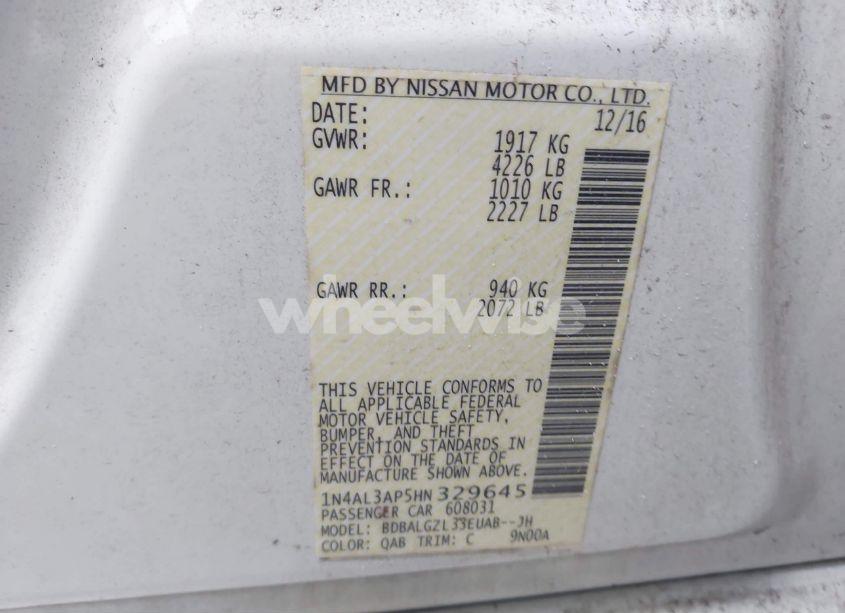 MFD BY NISSAN MOTOR CO., LTD.
DATE: 12/16
GVWR: 1917 KG
4226 LB
GAWR FR.: 1010 KG
2227 LB
GAWR RR.: 940 KG
2072 LB
wheelwise
THIS VEHICLE CONFORMS TO
ALL APPLICABLE FEDERAL
MOTOR VEHICLE SAFETY,
BUMPER, AND THEFT
PREVENTION STANDARDS IN
EFFECT ON THE DATE OF
MANUFACTURE SHOWN ABOVE.
1N4AL3AP5HN329645
PASSENGER CAR 608031
MODEL: BDBALGZL33EUAB--JH
COLOR: QAB TRIM: C 9N00A